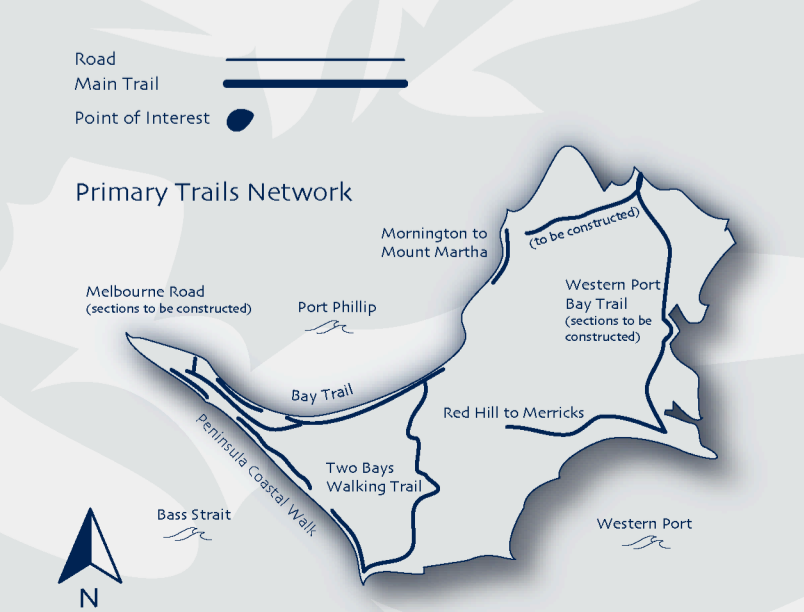 Road
Main Trail
Point of Interest
Primary Trails Network
Mornington to
Mount Martha
(to be constructed)
Melbourne Road
(sections to be constructed)
Port Phillip
Western Port
Bay Trail
(sections to be
constructed)
Bay Trail
Red Hill to Merricks
Peninsula Coastal Walk
Two Bays
Walking Trail
Bass Strait
Western Port
N